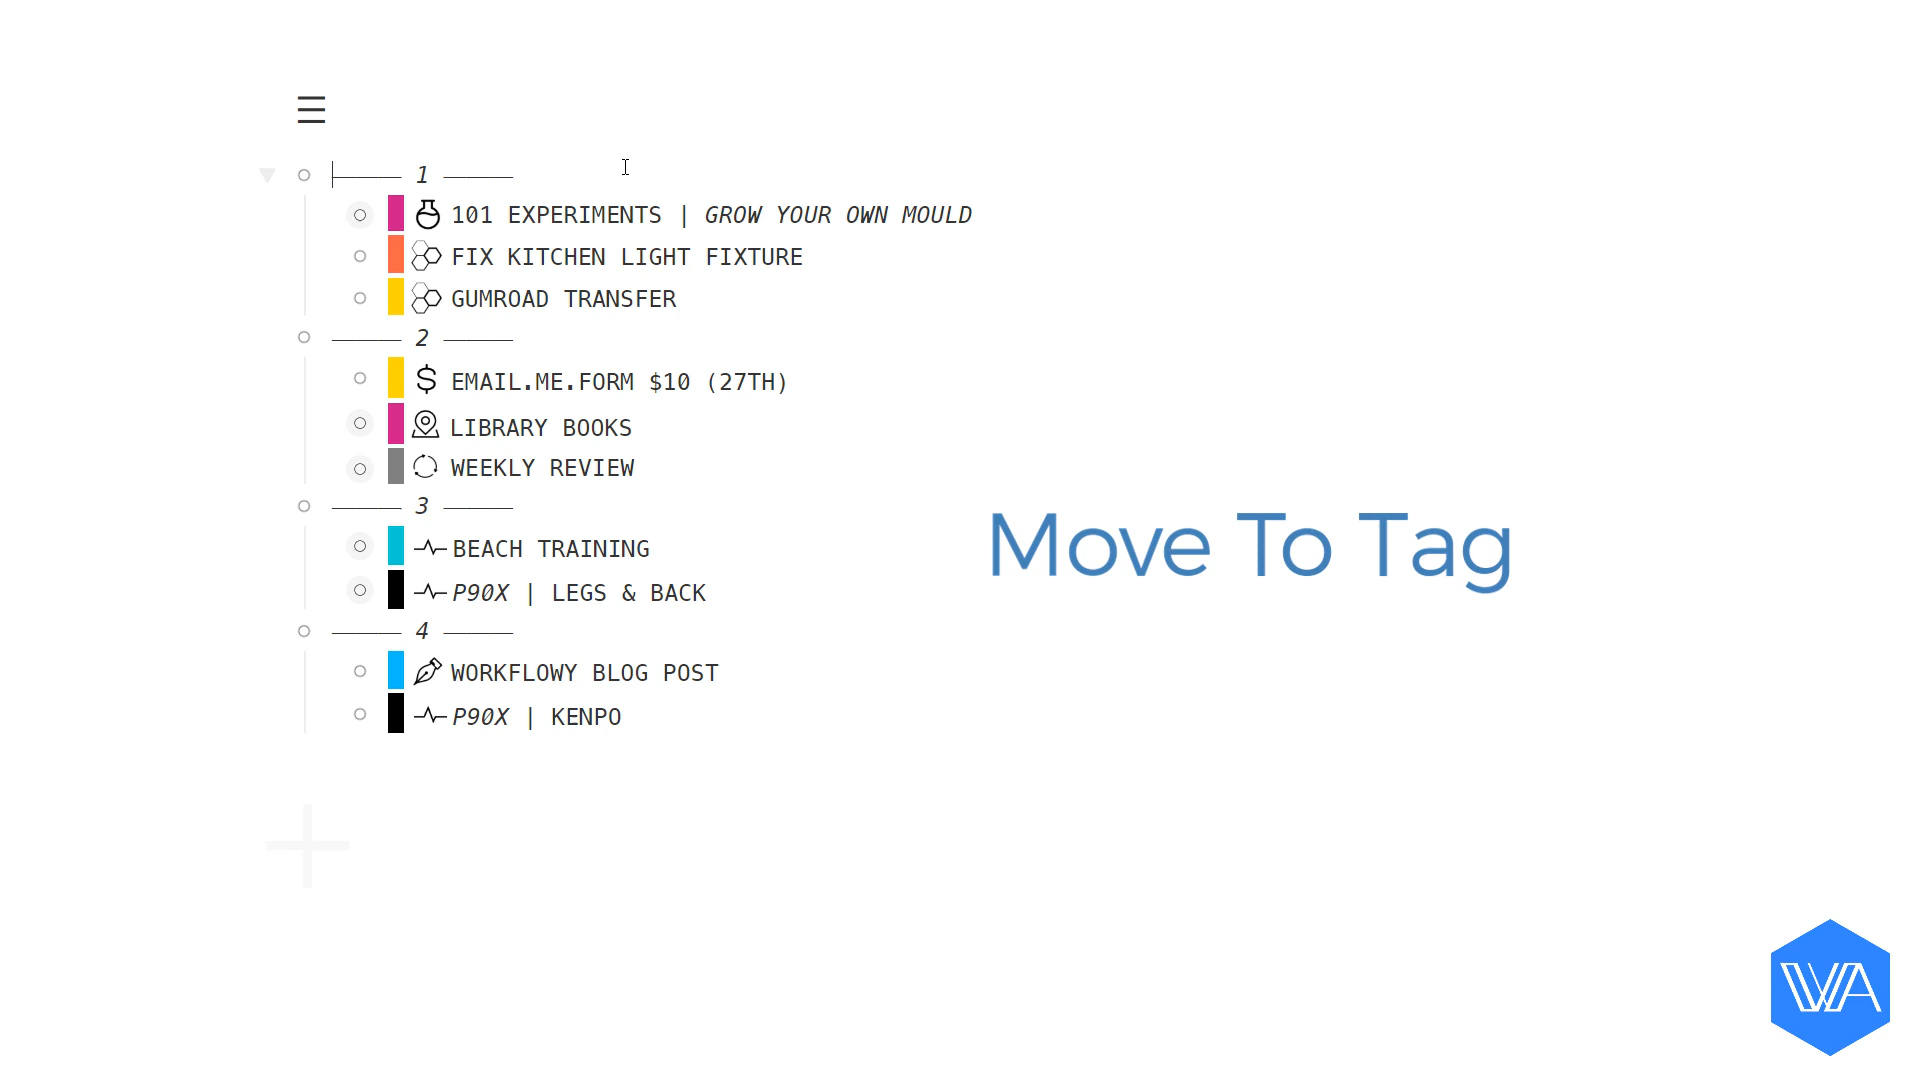 1
101 EXPERIMENTS | GROW YOUR OWN MOULD
FIX KITCHEN LIGHT FIXTURE
GUMROAD TRANSFER
2
EMAIL.ME.FORM $10 (27TH)
LIBRARY BOOKS
WEEKLY REVIEW
3
BEACH TRAINING
P90X | LEGS & BACK
4
WORKFLOWY BLOG POST
P90X | KENPO
Move To Tag
WA